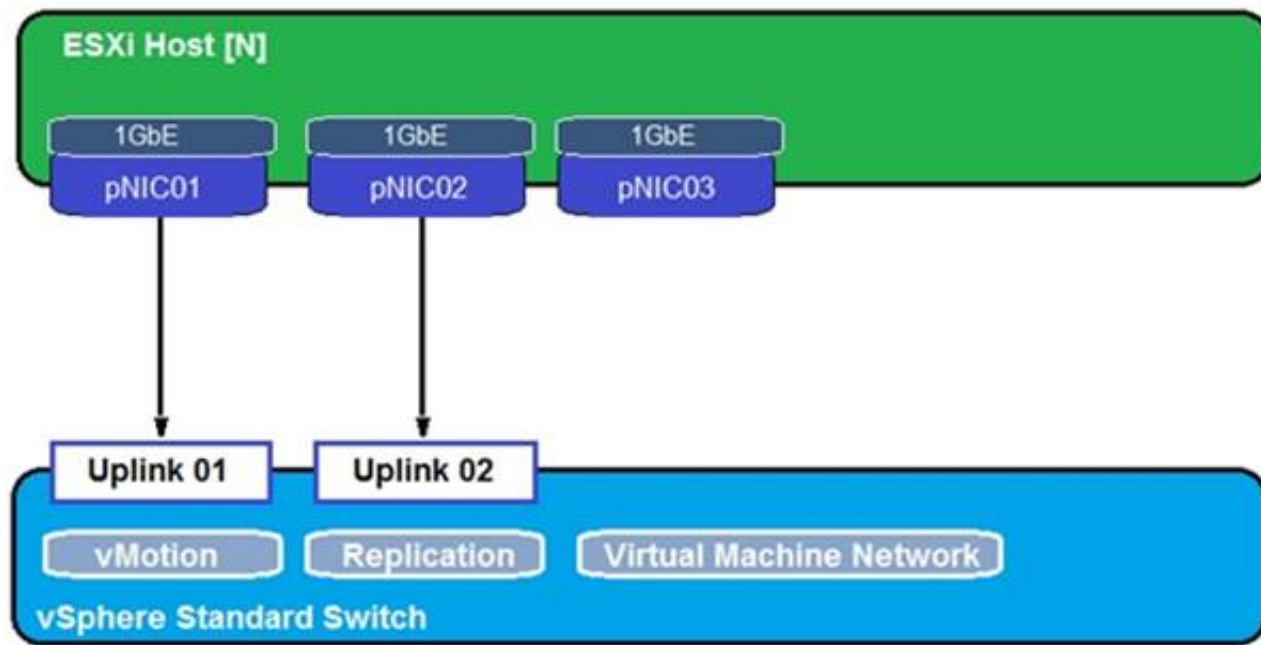 ESXi Host [N]
1GbE 1GbE 1GbE
pNIC01 pNIC02 pNIC03
Uplink 01 Uplink 02
vMotion Replication Virtual Machine Network
vSphere Standard Switch